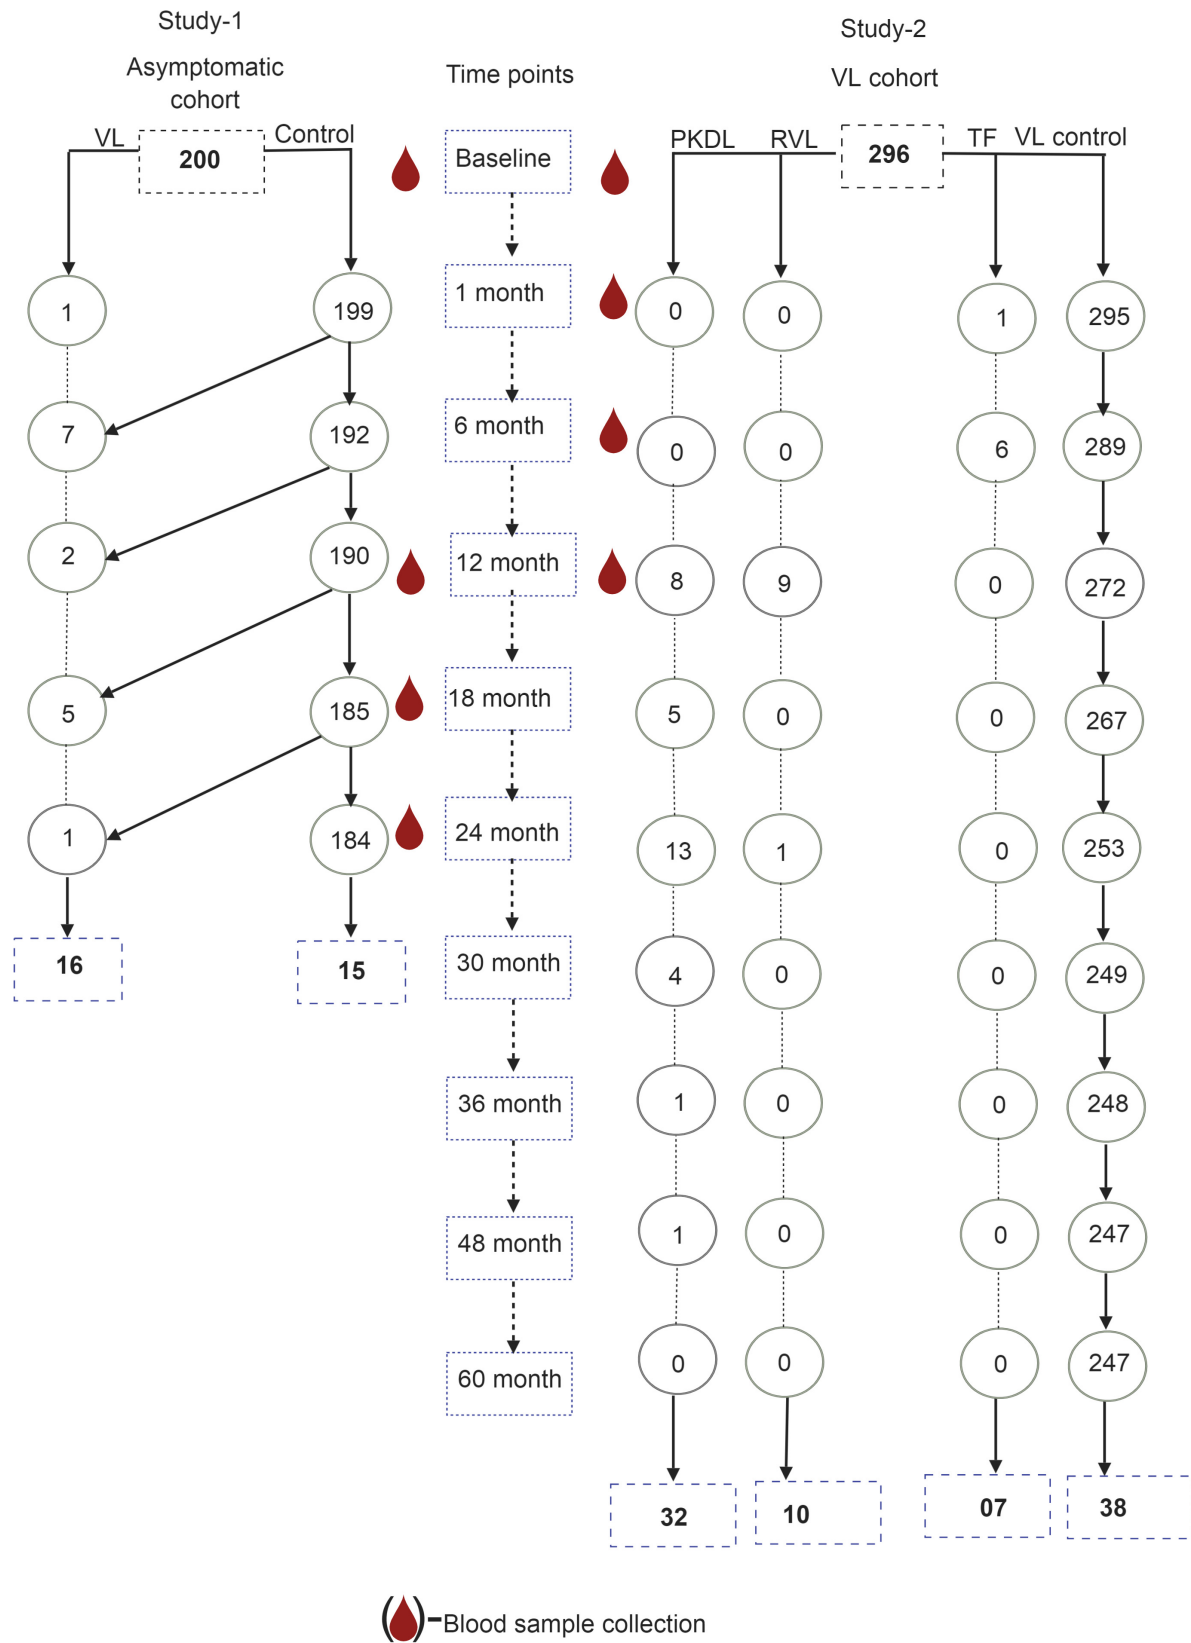 Study-1
Asymptomatic
cohort
VL
200
Control
Time points
Study-2
VL cohort
PKDL
RVL
296
TF
VL control
Baseline
1
199
1 month
0
0
1
295
7
192
6 month
0
0
6
289
2
190
12 month
8
9
0
272
5
185
18 month
5
0
0
267
1
184
24 month
13
1
0
253
16
15
30 month
4
0
0
249
36 month
1
0
0
248
48 month
1
0
0
247
60 month
0
0
0
247
32
10
07
38
( )-Blood sample collection